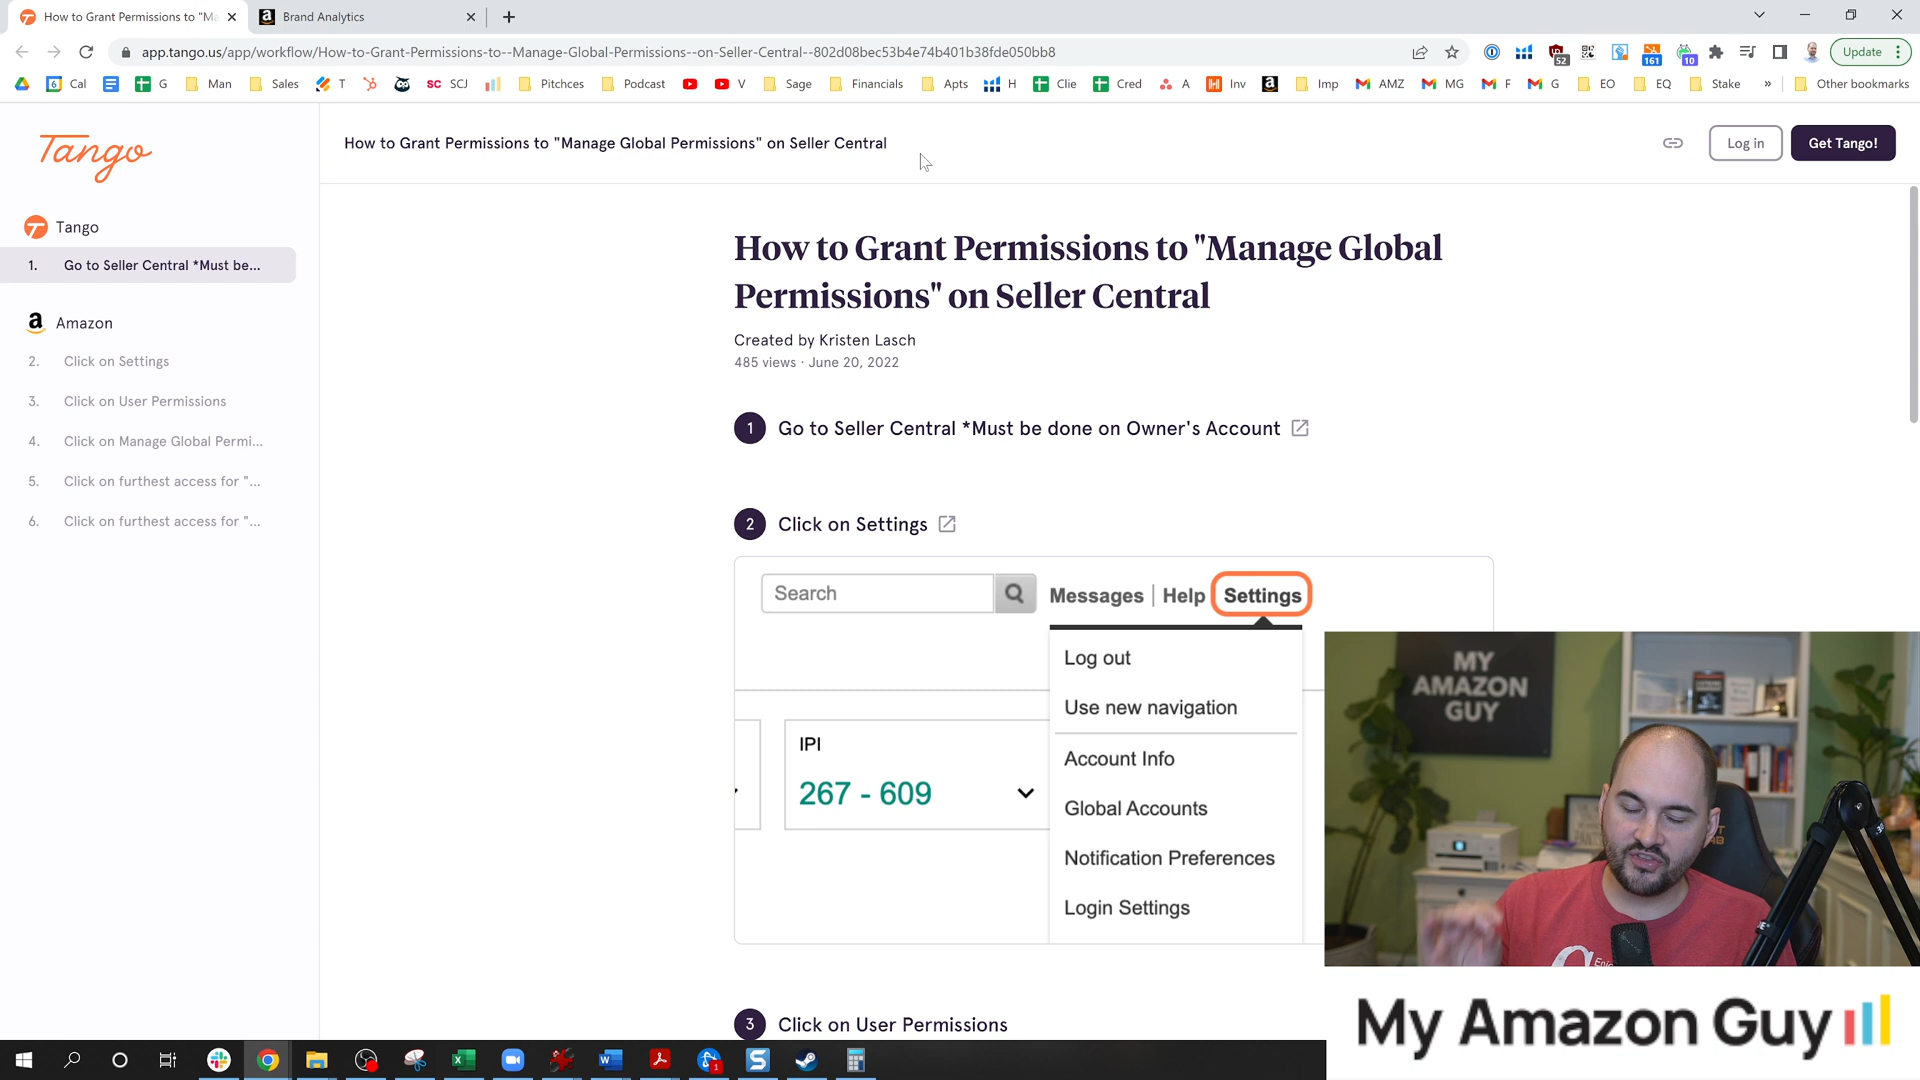 How to Grant Permissions to "Ma
Brand Analytics
app.tango.us/app/workflow/How-to-Grant-Permissions-to--Manage-Global-Permissions--on-Seller-Central--802d08bec53b4e74b401b38fde050bb8
52
161
10
Update
6
Cal
G
Man
Sales
T
SC SCJ
Pitchces
Podcast
V
Sage
Financials
Apts
H
Clie
Cred
A
Inv
Imp
AMZ
MG
F
G
EO
EQ
Stake
»
Other bookmarks
Tango
How to Grant Permissions to "Manage Global Permissions" on Seller Central
Log in
Get Tango!
Tango
1. Go to Seller Central *Must be...
Amazon
2. Click on Settings
3. Click on User Permissions
4. Click on Manage Global Permi...
5. Click on furthest access for "...
6. Click on furthest access for "...
How to Grant Permissions to "Manage Global
Permissions" on Seller Central
Created by Kristen Lasch
485 views · June 20, 2022
1 Go to Seller Central *Must be done on Owner's Account
2 Click on Settings
Search
Messages | Help
Settings
Log out
Use new navigation
Account Info
Global Accounts
Notification Preferences
Login Settings
IPI
267 - 609
3 Click on User Permissions
MY
AMAZON
GUY
My Amazon Guy
1